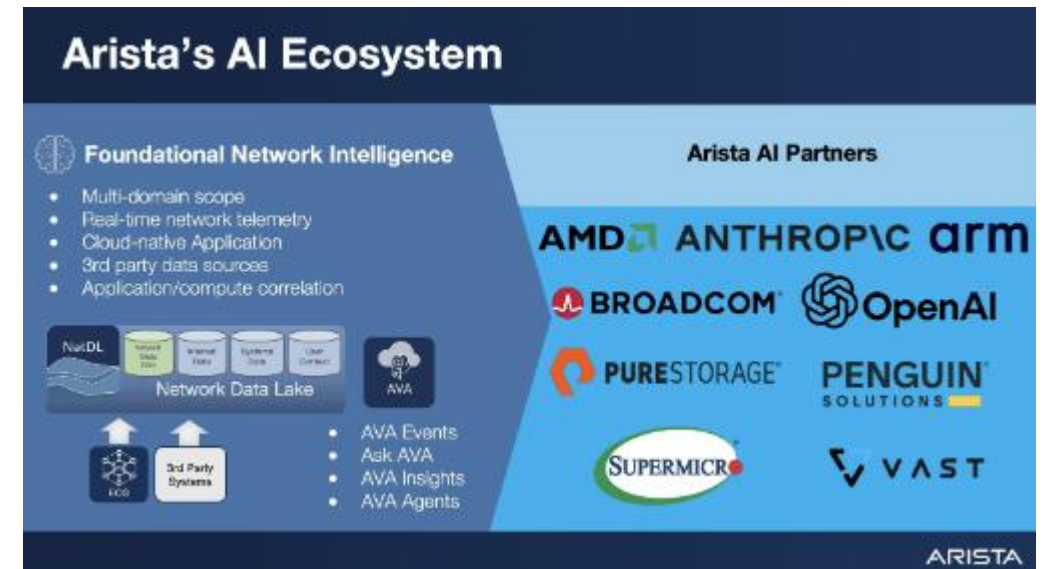 Arista's AI Ecosystem
Foundational Network Intelligence
• Multi-domain scope
• Real-time network telemetry
• Cloud-native Application
• 3rd party data sources
• Application/compute correlation
NetDL
Network Data Lake
AVA
EOS
3rd Party
Systems
• AVA Events
• Ask AVA
• AVA Insights
• AVA Agents
Arista AI Partners
AMD ANTHROP\C arm
BROADCOM OpenAI
PURESTORAGE PENGUIN
SOLUTIONS
SUPERMICRO VAST
ARISTA